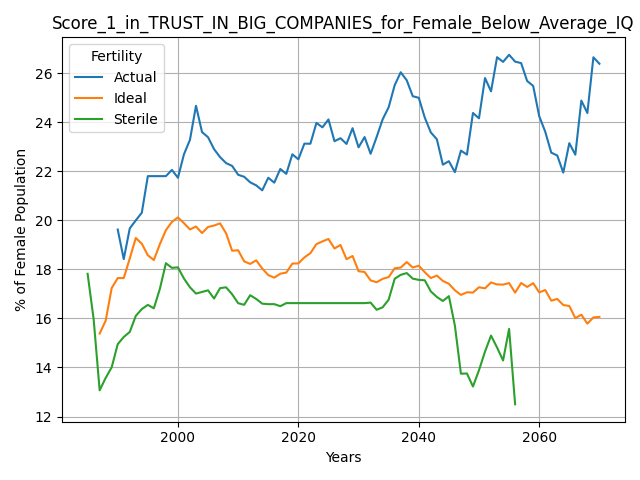 Score_1_in_TRUST_IN_BIG_COMPANIES_for_Female_Below_Average_IQ
Fertility
Actual
Ideal
Sterile
% of Female Population
26
24
22
20
18
16
14
12
2000
2020
2040
2060
Years